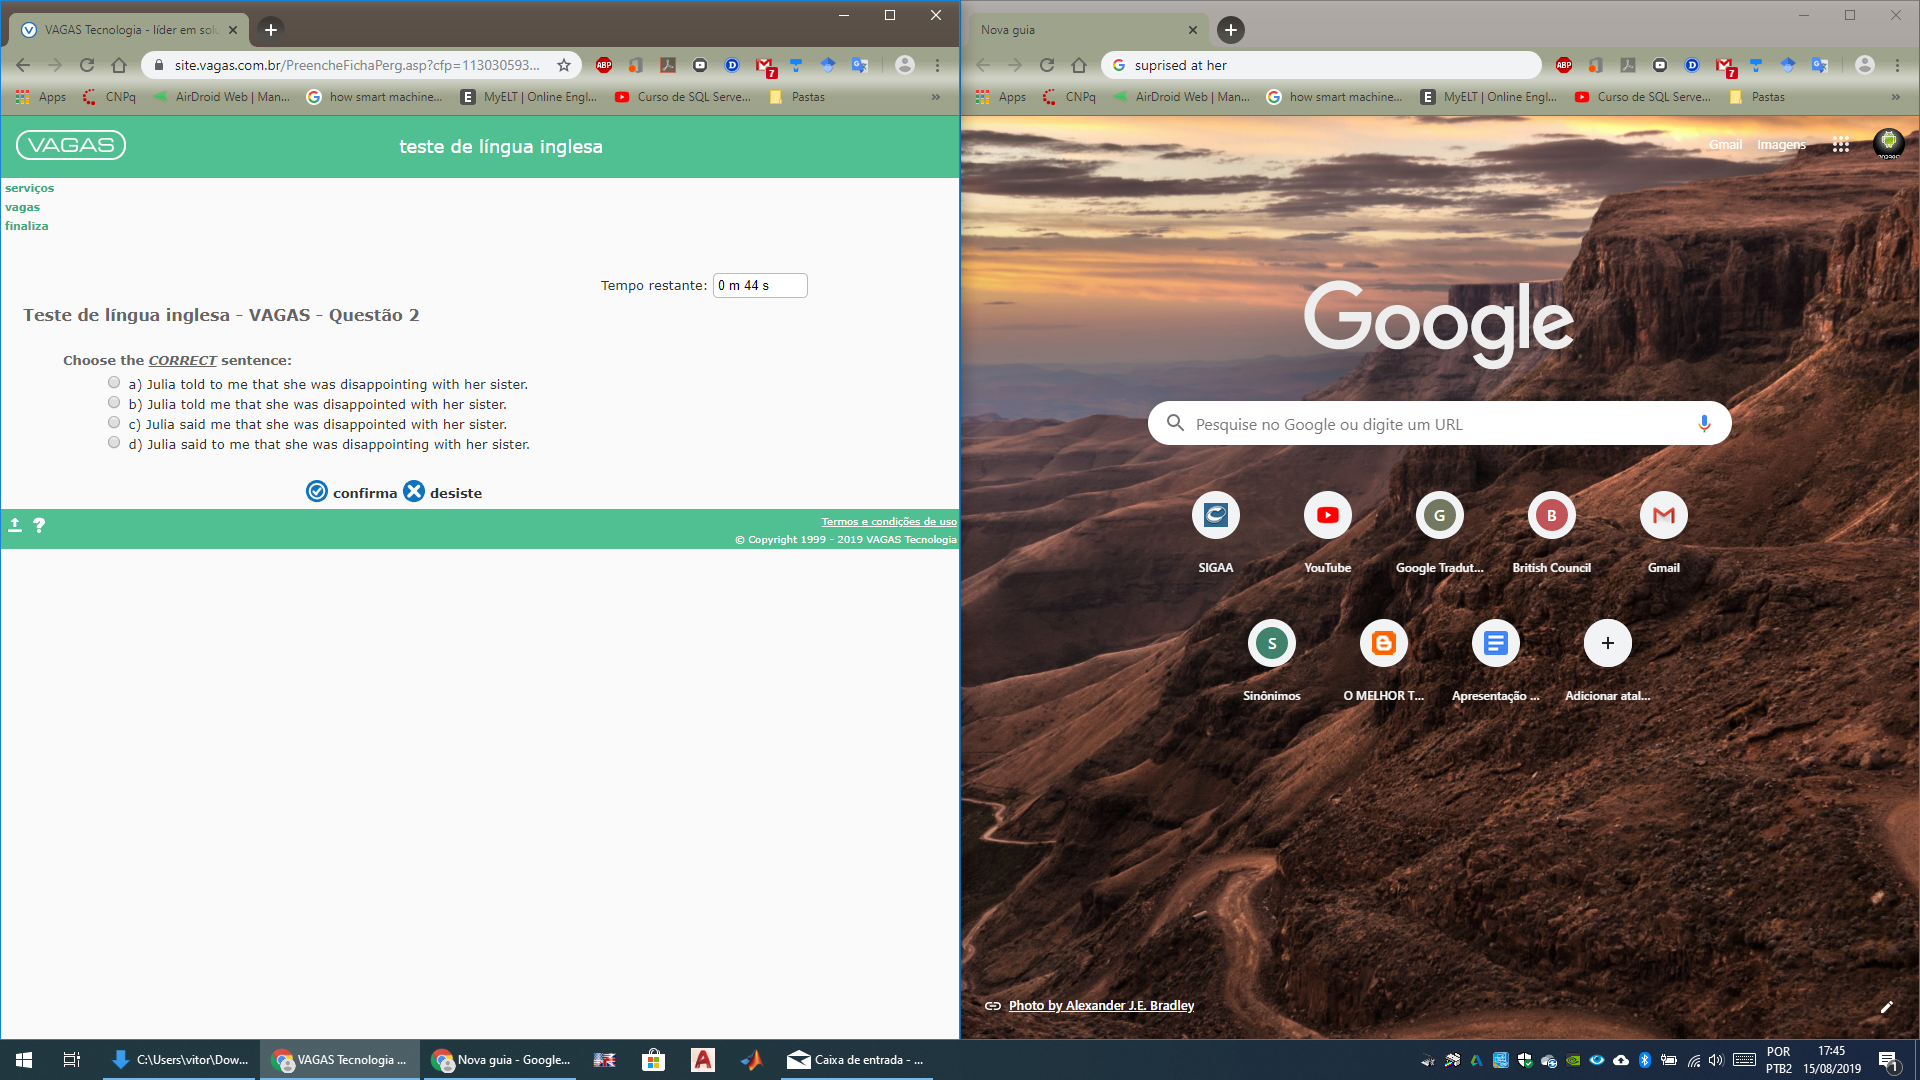 VAGAS Tecnologia - líder em solu
site.vagas.com.br/PreencheFichaPerg.asp?cfp=113030593...
ABP
7
Apps
CNPq
AirDroid Web | Man...
how smart machine...
E
MyELT | Online Engl...
Curso de SQL Serve...
Pastas
»
VAGAS
teste de língua inglesa
serviços
vagas
finaliza
Tempo restante: 0 m 44 s
Teste de língua inglesa - VAGAS - Questão 2
Choose the CORRECT sentence:
a) Julia told to me that she was disappointing with her sister.
b) Julia told me that she was disappointed with her sister.
c) Julia said me that she was disappointed with her sister.
d) Julia said to me that she was disappointing with her sister.
confirma desiste
?
Termos e condições de uso
© Copyright 1999 - 2019 VAGAS Tecnologia
Nova guia
suprised at her
ABP
7
Apps
CNPq
AirDroid Web | Man...
how smart machine...
E
MyELT | Online Engl...
Curso de SQL Serve...
Pastas
»
Gmail Imagens
Google
Pesquise no Google ou digite um URL
G
B
SIGAA
YouTube
Google Tradut...
British Council
Gmail
S
Sinônimos
O MELHOR T...
Apresentação ...
Adicionar atal...
Photo by Alexander J.E. Bradley
C:\Users\vitor\Dow...
VAGAS Tecnologia ...
Nova guia - Google...
A
Caixa de entrada - ...
POR
PTB2
17:45
15/08/2019
1